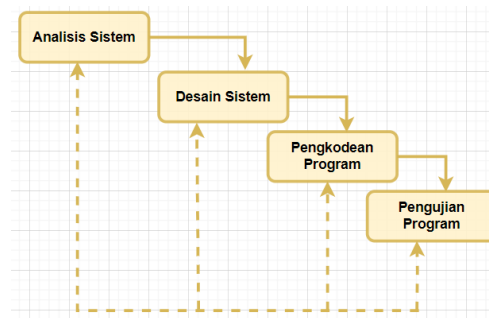 Analisis Sistem
Desain Sistem
Pengkodean
Program
Pengujian
Program